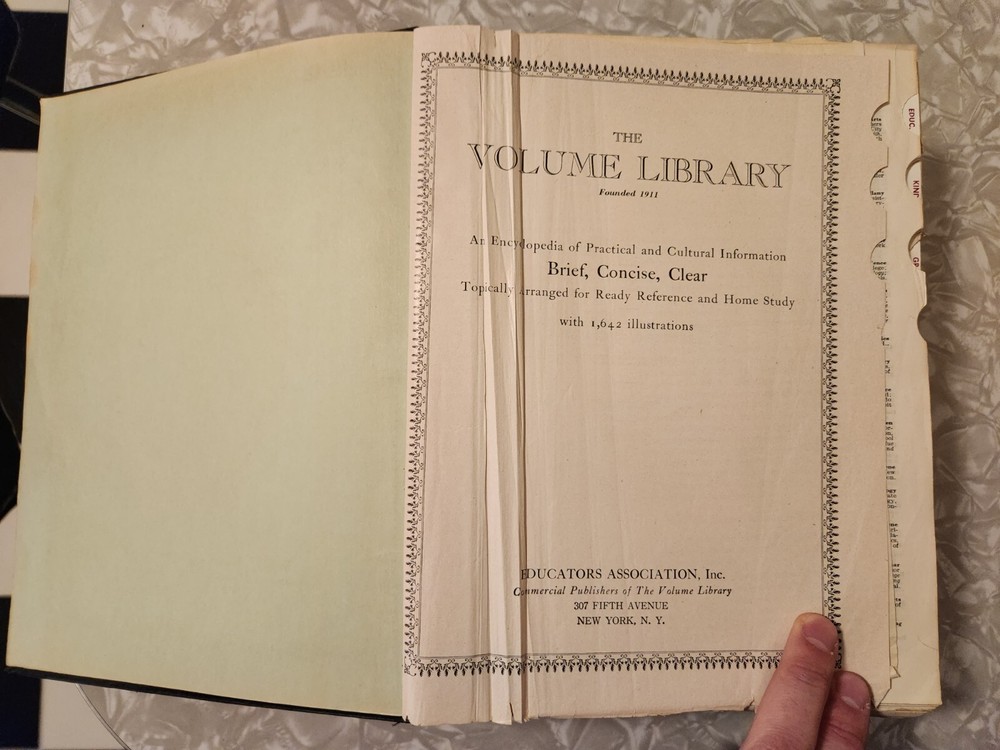 THE
VOLUME LIBRARY
Founded 1911
An Encyclopedia of Practical and Cultural Information
Brief, Concise, Clear
Topically Arranged for Ready Reference and Home Study
with 1,642 illustrations
EDUCATORS ASSOCIATION, Inc.
Commercial Publishers of The Volume Library
307 FIFTH AVENUE
NEW YORK, N. Y.
EDUC.